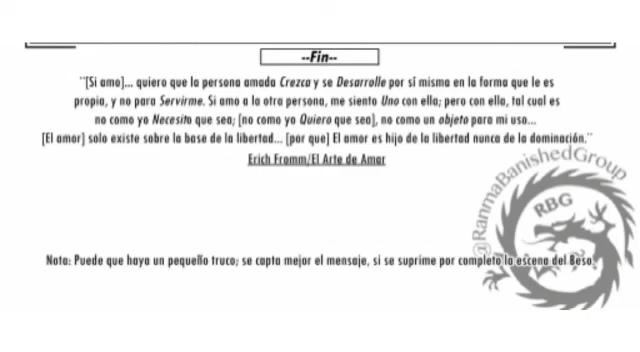 --Fin--
¨[Si amo]... quiero que la persona amada Crezca y se Desarrolle por sí misma en la forma que le es
propia, y no para Servirme. Si amo a la otra persona, me siento Uno con ella; pero con ella, tal cual es
no como yo Necesito que sea; [no como yo Quiero que sea], no como un objeto para mi uso...
[El amor] solo existe sobre la base de la libertad... [por que] El amor es hijo de la libertad nunca de la dominación.¨
Erich Fromm/El Arte de Amar
@RanmaBanishedGroup
RBG
Nota: Puede que haya un pequeño truco; se capta mejor el mensaje, si se suprime por completo la escena del Beso.